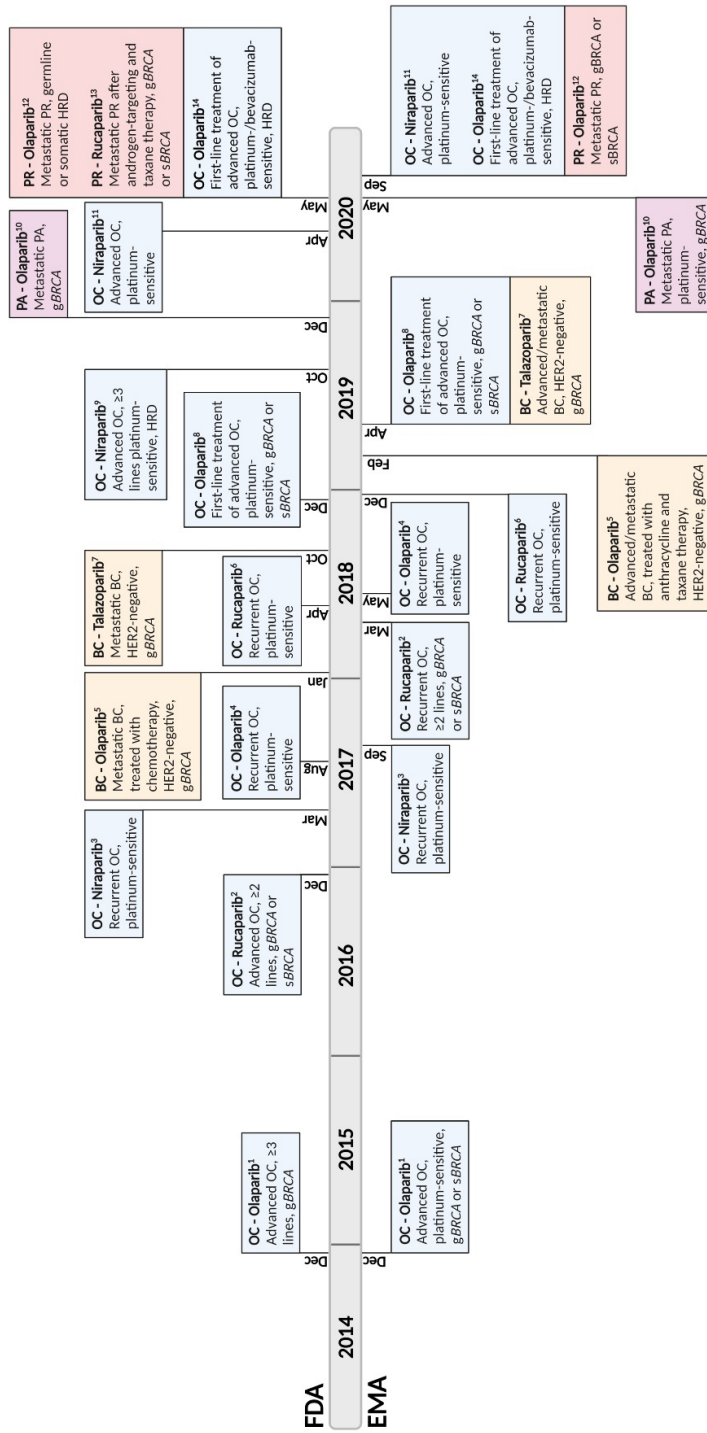 FDA
EMA
2014
2015
2016
2017
2018
2019
2020
Dec
OC - Olaparib¹
Advanced OC, ≥3
lines, gBRCA
Dec
OC - Rucaparib²
Advanced OC, ≥2
lines, gBRCA or
sBRCA
Mar
OC - Niraparib³
Recurrent OC,
platinum-sensitive
Aug
OC - Olaparib⁴
Recurrent OC,
platinum-
sensitive
Jan
BC - Olaparib⁵
Metastatic BC,
treated with
chemotherapy,
HER2-negative,
gBRCA
Apr
OC - Rucaparib⁶
Recurrent OC,
platinum-
sensitive
Oct
BC - Talazoparib⁷
Metastatic BC,
HER2-negative,
gBRCA
Dec
OC - Olaparib⁸
First-line treatment
of advanced OC,
platinum-
sensitive, gBRCA or
sBRCA
Oct
OC - Niraparib⁹
Advanced OC, ≥3
lines platinum-
sensitive, HRD
Dec
PA - Olaparib¹⁰
Metastatic PA,
gBRCA
Apr
OC - Niraparib¹¹
Advanced OC,
platinum-
sensitive
May
PR - Olaparib¹²
Metastatic PR, germline
or somatic HRD
PR - Rucaparib¹³
Metastatic PR after
androgen-targeting and
taxane therapy, gBRCA
or sBRCA
OC - Olaparib¹⁴
First-line treatment of
advanced OC,
platinum-/bevacizumab-
sensitive, HRD
Dec
OC - Olaparib¹
Advanced OC,
platinum-sensitive,
gBRCA or sBRCA
Sep
OC - Niraparib³
Recurrent OC,
platinum-sensitive
Mar
OC - Rucaparib²
Recurrent OC,
≥2 lines, gBRCA
or sBRCA
May
OC - Olaparib⁴
Recurrent OC,
platinum-
sensitive
Dec
OC - Rucaparib⁶
Recurrent OC,
platinum-sensitive
Feb
BC - Olaparib⁵
Advanced/metastatic
BC, treated with
anthracycline and
taxane therapy,
HER2-negative, gBRCA
Apr
OC - Olaparib⁸
First-line treatment
of advanced OC,
platinum-
sensitive, gBRCA or
sBRCA
BC - Talazoparib⁷
Advanced/metastatic
BC, HER2-negative,
gBRCA
May
PA - Olaparib¹⁰
Metastatic PA,
platinum-
sensitive, gBRCA
Sep
OC - Niraparib¹¹
Advanced OC,
platinum-sensitive
OC - Olaparib¹⁴
First-line treatment of
advanced OC,
platinum-/bevacizumab-
sensitive, HRD
PR - Olaparib¹²
Metastatic PR, gBRCA or
sBRCA